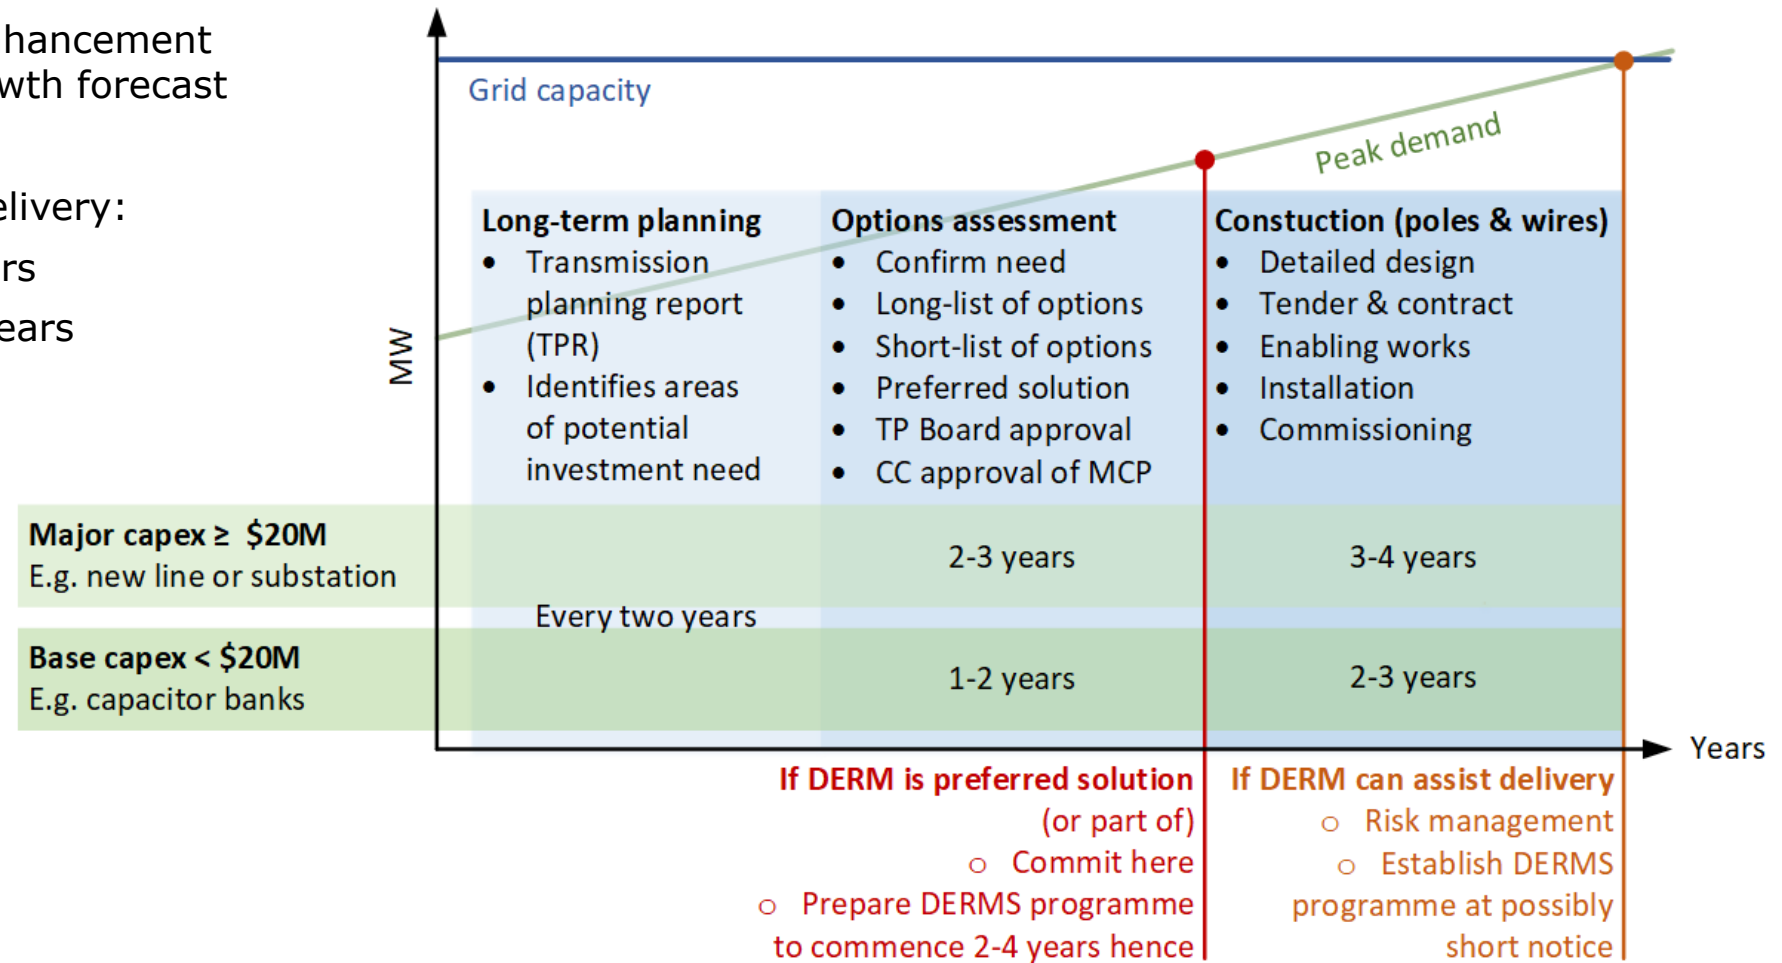 hancement
wth forecast
elivery:
rs
ears
Grid capacity
Peak demand
MW
Long-term planning
• Transmission
planning report
(TPR)
• Identifies areas
of potential
investment need
Options assessment
• Confirm need
• Long-list of options
• Short-list of options
• Preferred solution
• TP Board approval
• CC approval of MCP
Constuction (poles & wires)
• Detailed design
• Tender & contract
• Enabling works
• Installation
• Commissioning
Major capex ≥ $20M
E.g. new line or substation
2-3 years
3-4 years
Every two years
Base capex < $20M
E.g. capacitor banks
1-2 years
2-3 years
Years
If DERM is preferred solution
(or part of)
o Commit here
o Prepare DERMS programme
to commence 2-4 years hence
If DERM can assist delivery
o Risk management
o Establish DERMS
programme at possibly
short notice